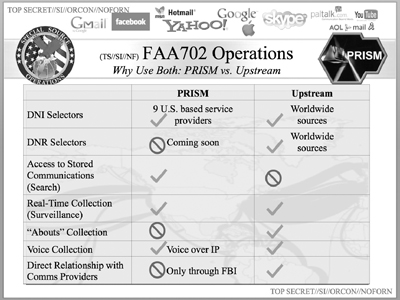 TOP SECRET//SI//ORCON//NOFORN
Gmail
facebook
Hotmail
YAHOO!
Google
skype
paltalk.com
YouTube
AOL mail
SPECIAL SOURCE OPERATIONS
(TS//SI//NF) FAA702 Operations
Why Use Both: PRISM vs. Upstream
PRISM
PRISM
Upstream
DNI Selectors
9 U.S. based service
providers
Worldwide
sources
DNR Selectors
Coming soon
Worldwide
sources
Access to Stored
Communications
(Search)
Real-Time Collection
(Surveillance)
“Abouts” Collection
Voice Collection
Voice over IP
Direct Relationship with
Comms Providers
Only through FBI
TOP SECRET//SI//ORCON//NOFORN